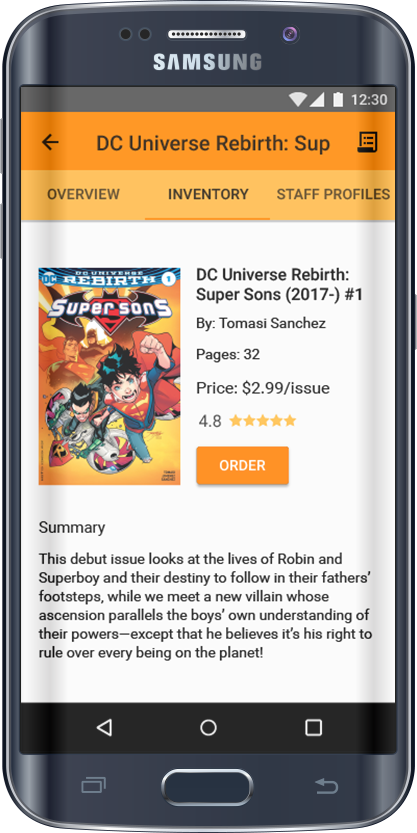 SAMSUNG
12:30
DC Universe Rebirth: Sup
OVERVIEW INVENTORY STAFF PROFILES
DC UNIVERSE
REBIRTH 1
SUPERSONS
DC Universe Rebirth:
Super Sons (2017-) #1
By: Tomasi Sanchez
Pages: 32
Price: $2.99/issue
4.8
ORDER
Summary
This debut issue looks at the lives of Robin and
Superboy and their destiny to follow in their fathers’
footsteps, while we meet a new villain whose
ascension parallels the boys’ own understanding of
their powers—except that he believes it’s his right to
rule over every being on the planet!